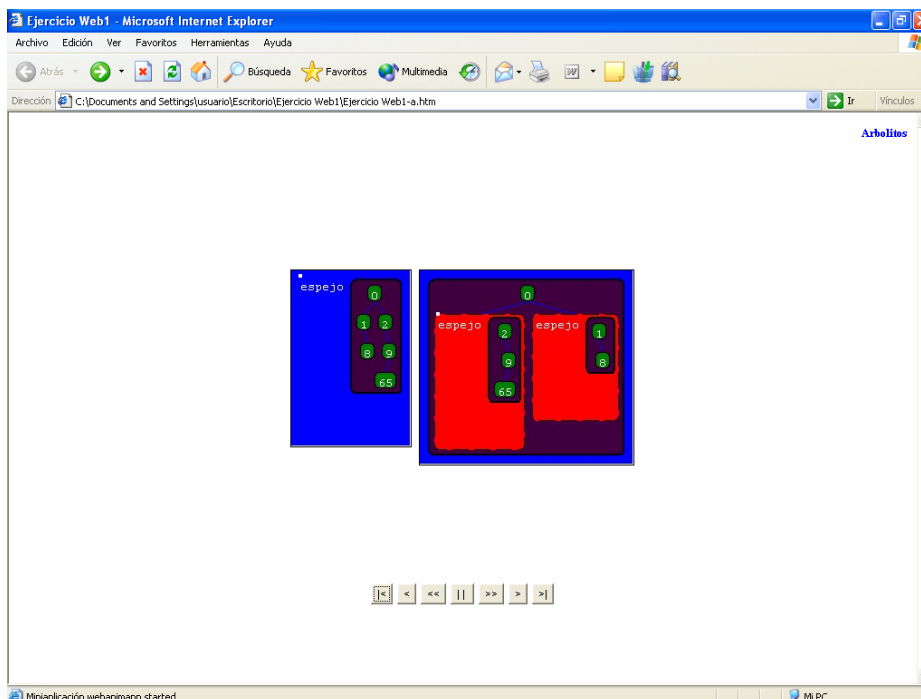 Ejercicio Web1 - Microsoft Internet Explorer
Archivo Edición Ver Favoritos Herramientas Ayuda
Atrás Búsqueda Favoritos Multimedia
Dirección C:\Documents and Settings\usuario\Escritorio\Ejercicio Web1\Ejercicio Web1-a.htm Ir Vínculos
Arbolitos
espejo 0
1 2
8 9
65
0
espejo 2 espejo 1
9 8
65
|< < << || >> > >|
Miniaplicación webanimann started Mi PC